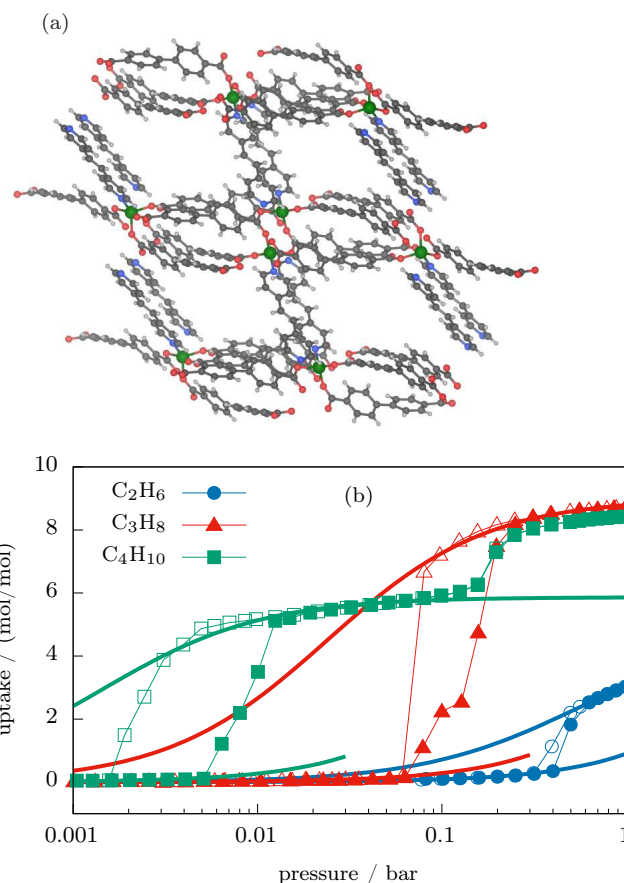 (a)
10
8
6
4
2
0
uptake / (mol/mol)
C₂H₆
C₃H₈
C₄H₁₀
(b)
0.001 0.01 0.1 1
pressure / bar